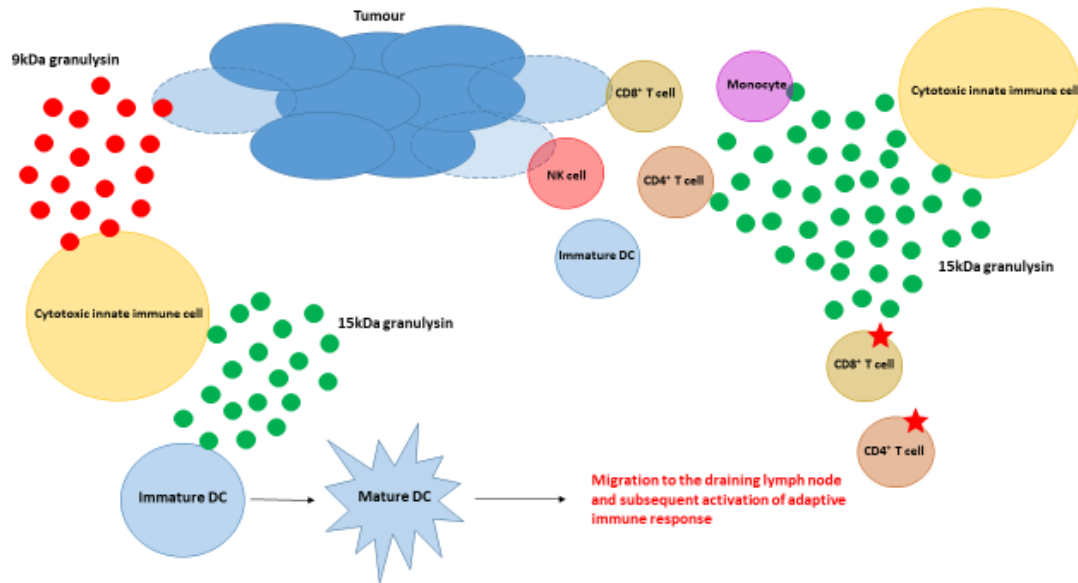 Tumour
9kDa granulysin
CD8⁺ T cell
Monocyte
Cytotoxic innate immune cell
NK cell
CD4⁺ T cell
Immature DC
15kDa granulysin
Cytotoxic innate immune cell
15kDa granulysin
CD8⁺ T cell
CD4⁺ T cell
Immature DC
Mature DC
Migration to the draining lymph node
and subsequent activation of adaptive
immune response